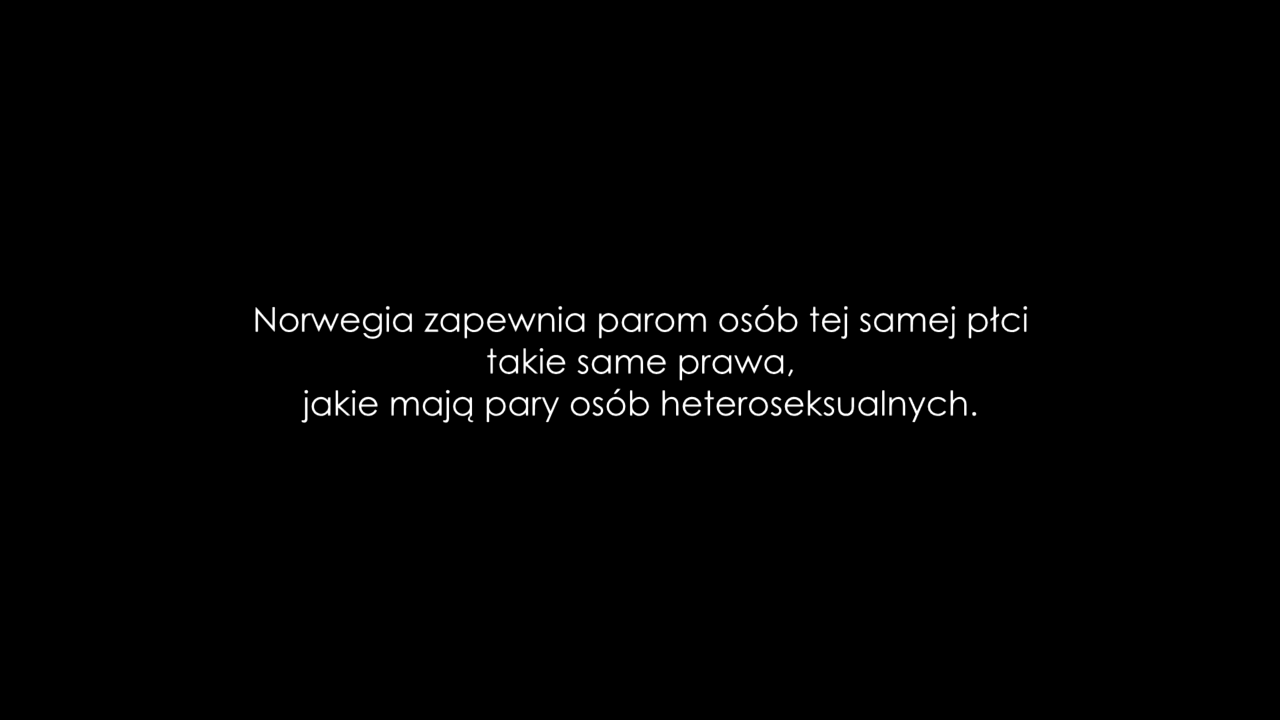 Norwegia zapewnia parom osób tej samej płci
takie same prawa,
jakie mają pary osób heteroseksualnych.